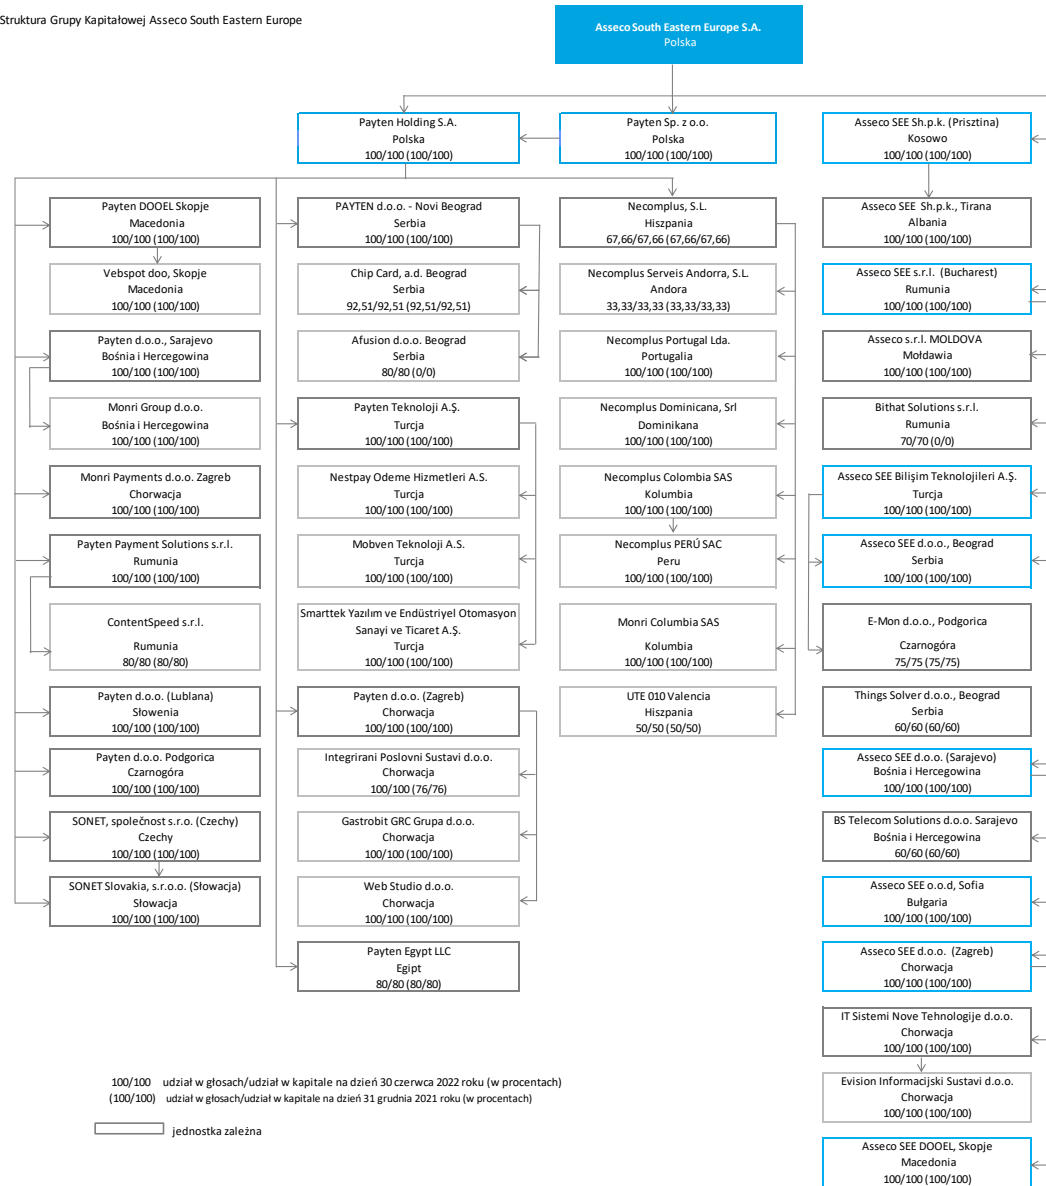 Struktura Grupy Kapitałowej Asseco South Eastern Europe
Asseco South Eastern Europe S.A.
Polska
Payten Holding S.A.
Polska
100/100 (100/100)
Payten Sp. z o.o.
Polska
100/100 (100/100)
Asseco SEE Sh.p.k. (Prisztina)
Kosowo
100/100 (100/100)
Payten DOOEL Skopje
Macedonia
100/100 (100/100)
Vebspot doo, Skopje
Macedonia
100/100 (100/100)
Payten d.o.o., Sarajevo
Bośnia i Hercegowina
100/100 (100/100)
Monri Group d.o.o.
Bośnia i Hercegowina
100/100 (100/100)
Monri Payments d.o.o. Zagreb
Chorwacja
100/100 (100/100)
Payten Payment Solutions s.r.l.
Rumunia
100/100 (100/100)
ContentSpeed s.r.l.
Rumunia
80/80 (80/80)
Payten d.o.o. (Lublana)
Słowenia
100/100 (100/100)
Payten d.o.o. Podgorica
Czarnogóra
100/100 (100/100)
SONET, společnost s.r.o. (Czechy)
Czechy
100/100 (100/100)
SONET Slovakia, s.r.o.o. (Słowacja)
Słowacja
100/100 (100/100)
PAYTEN d.o.o. - Novi Beograd
Serbia
100/100 (100/100)
Chip Card, a.d. Beograd
Serbia
92,51/92,51 (92,51/92,51)
Afusion d.o.o. Beograd
Serbia
80/80 (0/0)
Payten Teknoloji A.Ş.
Turcja
100/100 (100/100)
Nestpay Odeme Hizmetleri A.S.
Turcja
100/100 (100/100)
Mobven Teknoloji A.S.
Turcja
100/100 (100/100)
Smarttek Yazılım ve Endüstriyel Otomasyon
Sanayi ve Ticaret A.Ş.
Turcja
100/100 (100/100)
Payten d.o.o. (Zagreb)
Chorwacja
100/100 (100/100)
Integrirani Poslovni Sustavi d.o.o.
Chorwacja
100/100 (76/76)
Gastrobit GRC Grupa d.o.o.
Chorwacja
100/100 (100/100)
Web Studio d.o.o.
Chorwacja
100/100 (100/100)
Payten Egypt LLC
Egipt
80/80 (80/80)
Necomplus, S.L.
Hiszpania
67,66/67,66 (67,66/67,66)
Necomplus Serveis Andorra, S.L.
Andora
33,33/33,33 (33,33/33,33)
Necomplus Portugal Lda.
Portugalia
100/100 (100/100)
Necomplus Dominicana, Srl
Dominikana
100/100 (100/100)
Necomplus Colombia SAS
Kolumbia
100/100 (100/100)
Necomplus PERÚ SAC
Peru
100/100 (100/100)
Monri Columbia SAS
Kolumbia
100/100 (100/100)
UTE 010 Valencia
Hiszpania
50/50 (50/50)
Asseco SEE Sh.p.k., Tirana
Albania
100/100 (100/100)
Asseco SEE s.r.l. (Bucharest)
Rumunia
100/100 (100/100)
Asseco s.r.l. MOLDOVA
Mołdawia
100/100 (100/100)
Bithat Solutions s.r.l.
Rumunia
70/70 (0/0)
Asseco SEE Bilişim Teknolojileri A.Ş.
Turcja
100/100 (100/100)
Asseco SEE d.o.o., Beograd
Serbia
100/100 (100/100)
E-Mon d.o.o., Podgorica
Czarnogóra
75/75 (75/75)
Things Solver d.o.o., Beograd
Serbia
60/60 (60/60)
Asseco SEE d.o.o. (Sarajevo)
Bośnia i Hercegowina
100/100 (100/100)
BS Telecom Solutions d.o.o. Sarajevo
Bośnia i Hercegowina
60/60 (60/60)
Asseco SEE o.o.d, Sofia
Bułgaria
100/100 (100/100)
Asseco SEE d.o.o. (Zagreb)
Chorwacja
100/100 (100/100)
IT Sistemi Nove Tehnologije d.o.o.
Chorwacja
100/100 (100/100)
Evision Informacijski Sustavi d.o.o.
Chorwacja
100/100 (100/100)
Asseco SEE DOOEL, Skopje
Macedonia
100/100 (100/100)
100/100 udział w głosach/udział w kapitale na dzień 30 czerwca 2022 roku (w procentach)
(100/100) udział w głosach/udział w kapitale na dzień 31 grudnia 2021 roku (w procentach)
jednostka zależna